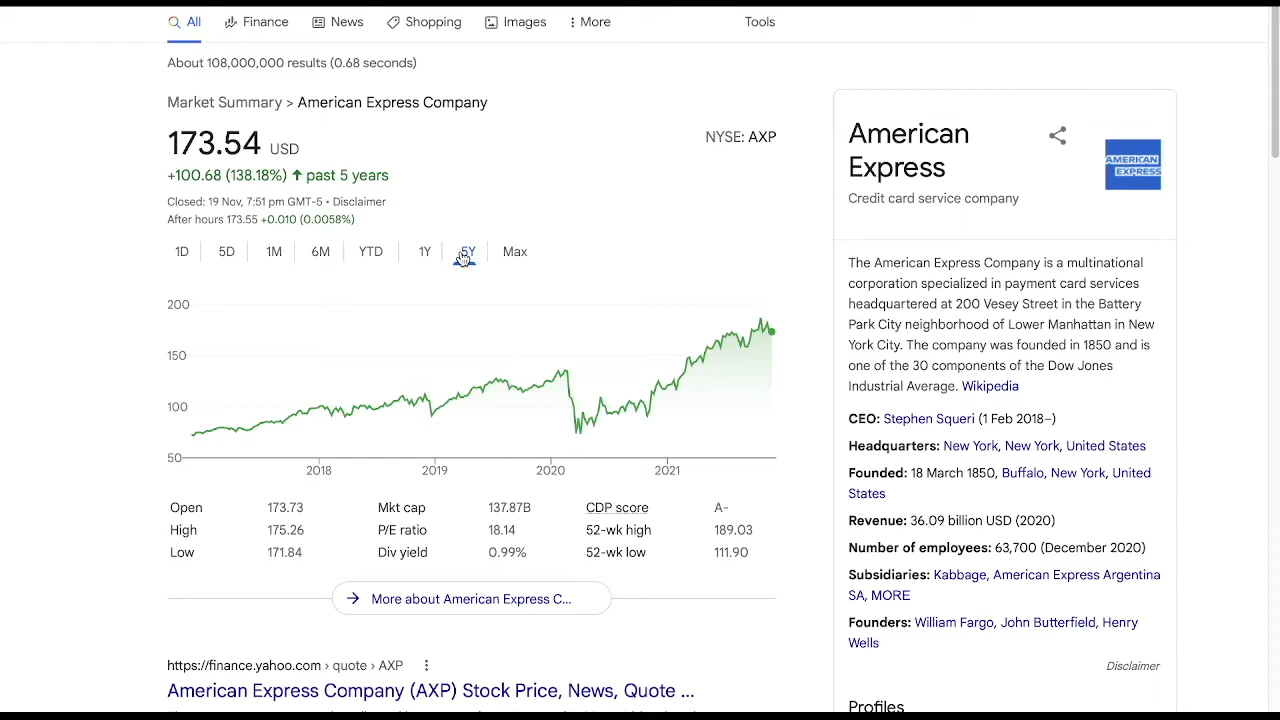 All
Finance
News
Shopping
Images
More
Tools
About 108,000,000 results (0.68 seconds)
Market Summary > American Express Company
173.54 USD
NYSE: AXP
+100.68 (138.18%) ↑ past 5 years
Closed: 19 Nov, 7:51 pm GMT-5 • Disclaimer
After hours 173.55 +0.010 (0.0058%)
1D
5D
1M
6M
YTD
1Y
5Y
Max
200
150
100
50
2018
2019
2020
2021
Open 173.73
Mkt cap 137.87B
CDP score A-
High 175.26
P/E ratio 18.14
52-wk high 189.03
Low 171.84
Div yield 0.99%
52-wk low 111.90
More about American Express C...
https://finance.yahoo.com › quote › AXP
American Express Company (AXP) Stock Price, News, Quote ...
American
Express
AMERICAN
EXPRESS
Credit card service company
The American Express Company is a multinational
corporation specialized in payment card services
headquartered at 200 Vesey Street in the Battery
Park City neighborhood of Lower Manhattan in New
York City. The company was founded in 1850 and is
one of the 30 components of the Dow Jones
Industrial Average. Wikipedia
CEO: Stephen Squeri (1 Feb 2018–)
Headquarters: New York, New York, United States
Founded: 18 March 1850, Buffalo, New York, United
States
Revenue: 36.09 billion USD (2020)
Number of employees: 63,700 (December 2020)
Subsidiaries: Kabbage, American Express Argentina
SA, MORE
Founders: William Fargo, John Butterfield, Henry
Wells
Disclaimer
Profiles